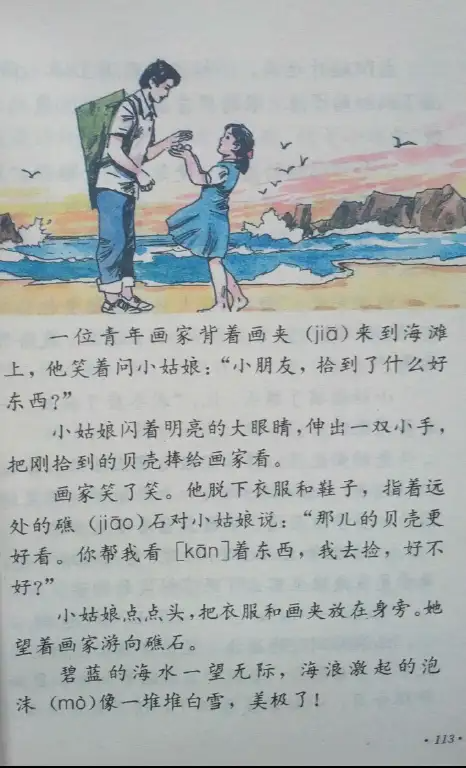 一位青年画家背着画夹 (jiā) 来到海滩
上，他笑着问小姑娘：“小朋友，拾到了什么好
东西?”
小姑娘闪着明亮的大眼睛，伸出一双小手，
把刚拾到的贝壳捧给画家看。
画家笑了笑。他脱下衣服和鞋子，指着远
处的礁 (jiāo) 石对小姑娘说：“那儿的贝壳更
好看。你帮我看 [kān]着东西，我去捡，好不
好?”
小姑娘点点头，把衣服和画夹放在身旁。她
望着画家游向礁石。
碧蓝的海水一望无际，海浪激起的泡
沫 (mò)像一堆堆白雪，美极了!
·113·